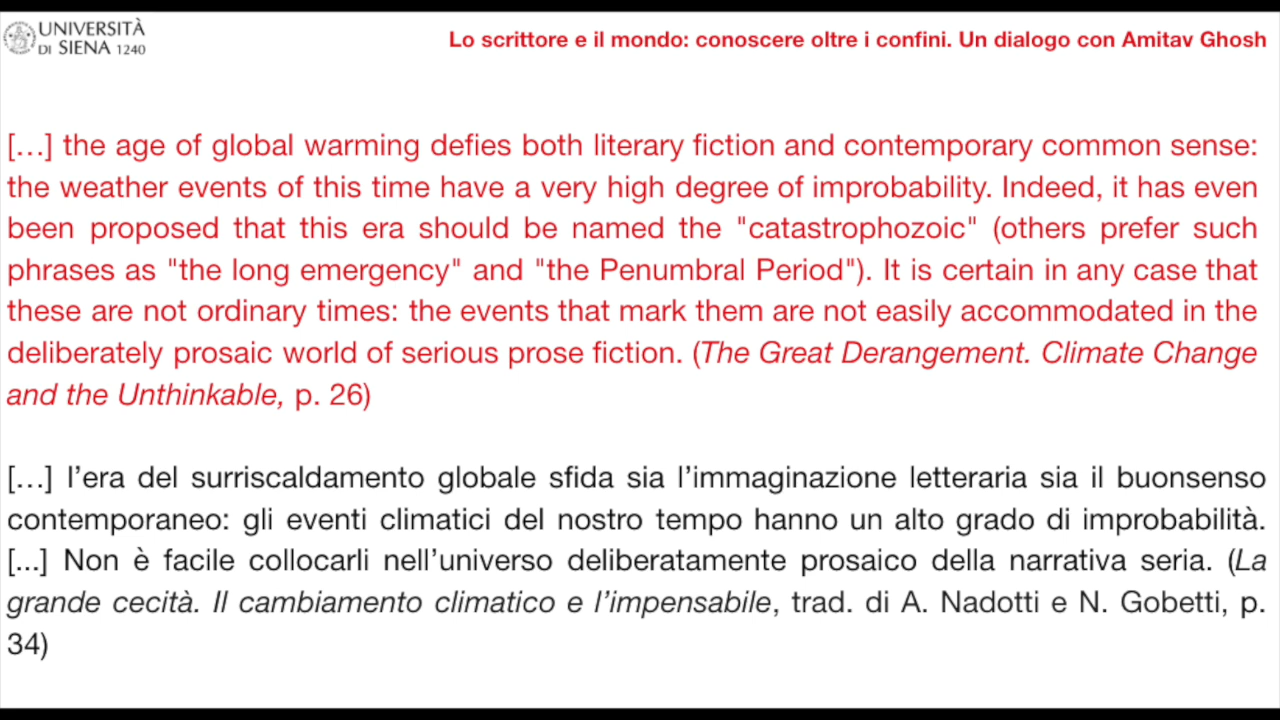 UNIVERSITÀ
DI SIENA 1240
Lo scrittore e il mondo: conoscere oltre i confini. Un dialogo con Amitav Ghosh
[…] the age of global warming defies both literary fiction and contemporary common sense:
the weather events of this time have a very high degree of improbability. Indeed, it has even
been proposed that this era should be named the "catastrophozoic" (others prefer such
phrases as "the long emergency" and "the Penumbral Period"). It is certain in any case that
these are not ordinary times: the events that mark them are not easily accommodated in the
deliberately prosaic world of serious prose fiction. (The Great Derangement. Climate Change
and the Unthinkable, p. 26)
[…] l’era del surriscaldamento globale sfida sia l’immaginazione letteraria sia il buonsenso
contemporaneo: gli eventi climatici del nostro tempo hanno un alto grado di improbabilità.
[...] Non è facile collocarli nell’universo deliberatamente prosaico della narrativa seria. (La
grande cecità. Il cambiamento climatico e l’impensabile, trad. di A. Nadotti e N. Gobetti, p.
34)